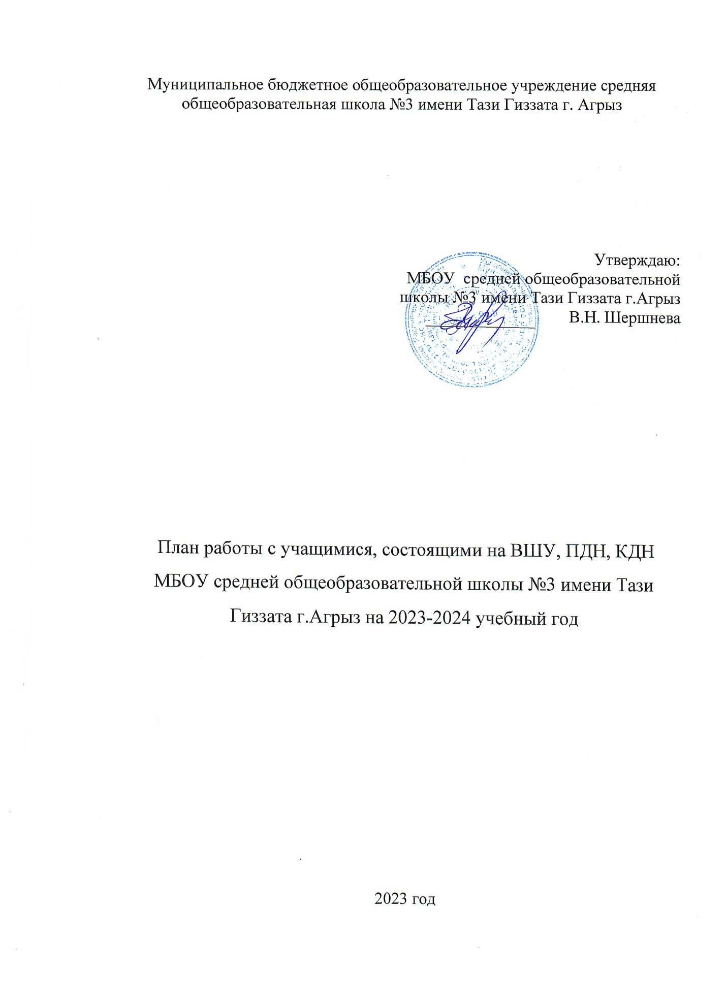 Муниципальное бюджетное общеобразовательное учреждение средняя
общеобразовательная школа №3 имени Тази Гиззата г. Агрыз
Утверждаю:
МБОУ средней общеобразовательной
школы №3 имени Тази Гиззата г.Агрыз
В.Н. Шершнева
План работы с учащимися, состоящими на ВШУ, ПДН, КДН
МБОУ средней общеобразовательной школы №3 имени Тази
Гиззата г.Агрыз на 2023-2024 учебный год
2023 год